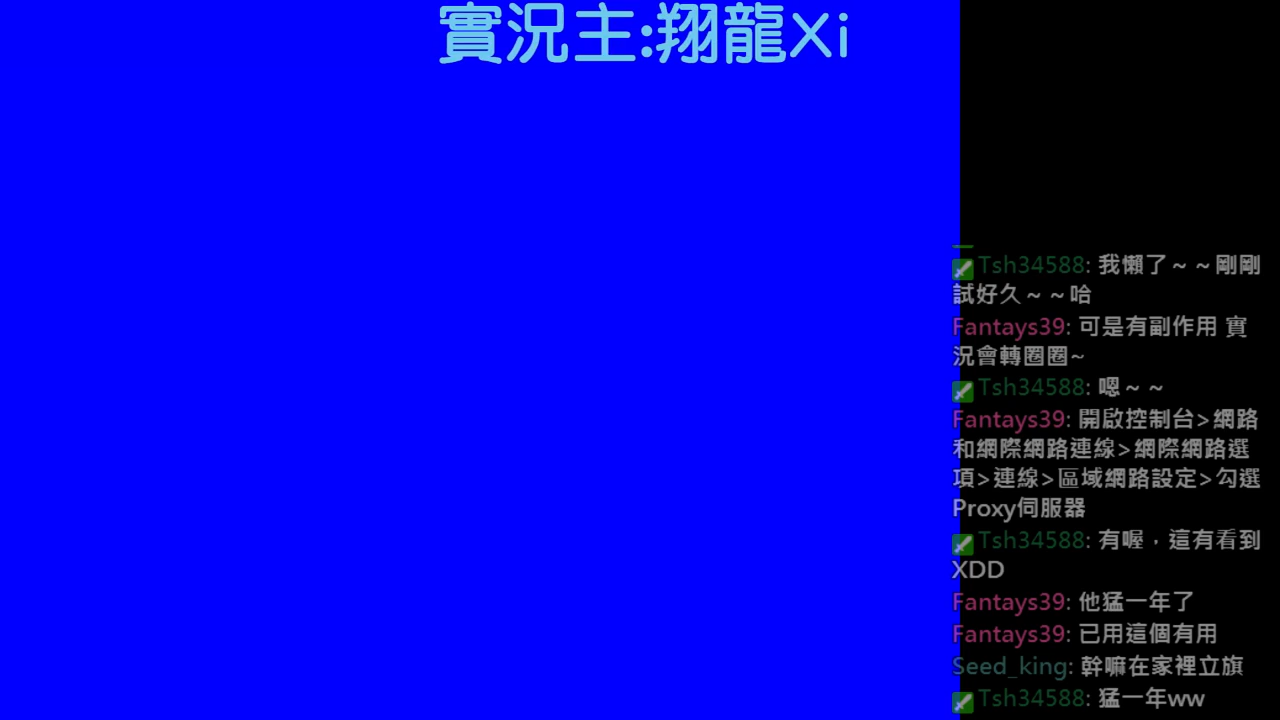 實況主:翔龍Xi
Tsh34588: 我懶了~~剛剛
試好久~~哈
Fantays39: 可是有副作用 實
況會轉圈圈~
Tsh34588: 嗯~~
Fantays39: 開啟控制台>網路
和網際網路連線>網際網路選
項>連線>區域網路設定>勾選
Proxy伺服器
Tsh34588: 有喔，這有看到
XDD
Fantays39: 他猛一年了
Fantays39: 已用這個有用
Seed_king: 幹嘛在家裡立旗
Tsh34588: 猛一年ww